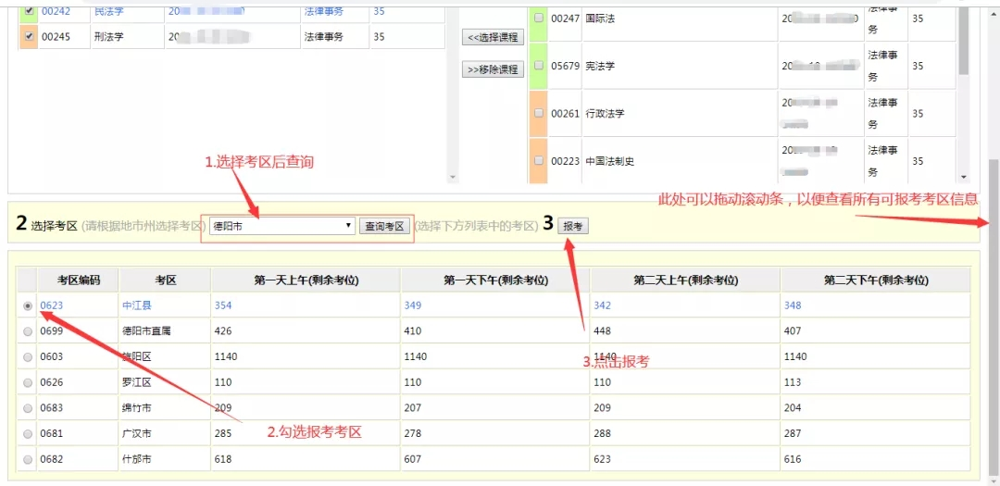 00242 民法学 20 法律事务 35
00245 刑法学 20 法律事务 35
<<选择课程
>>移除课程
00247 国际法 20 法律事务 35
05679 宪法学 法律事务 35
00261 行政法学 20 法律事务 35
00223 中国法制史 20 法律事务 35
1.选择考区后查询
此处可以拖动滚动条，以便查看所有可报考考区信息
2 选择考区 (请根据地市州选择考区) 德阳市 查询考区 (选择下方列表中的考区) 3 报考
考区编码 考区 第一天上午(剩余考位) 第一天下午(剩余考位) 第二天上午(剩余考位) 第二天下午(剩余考位)
0623 中江县 354 349 342 348
0699 德阳市直属 426 410 448 407
0603 旌阳区 1140 1140 1140 1140
3.点击报考
0626 罗江区 110 110 110 113
0683 绵竹市 209 207 209 204
0681 广汉市 285 278 288 287
2.勾选报考考区
0682 什邡市 618 607 623 616